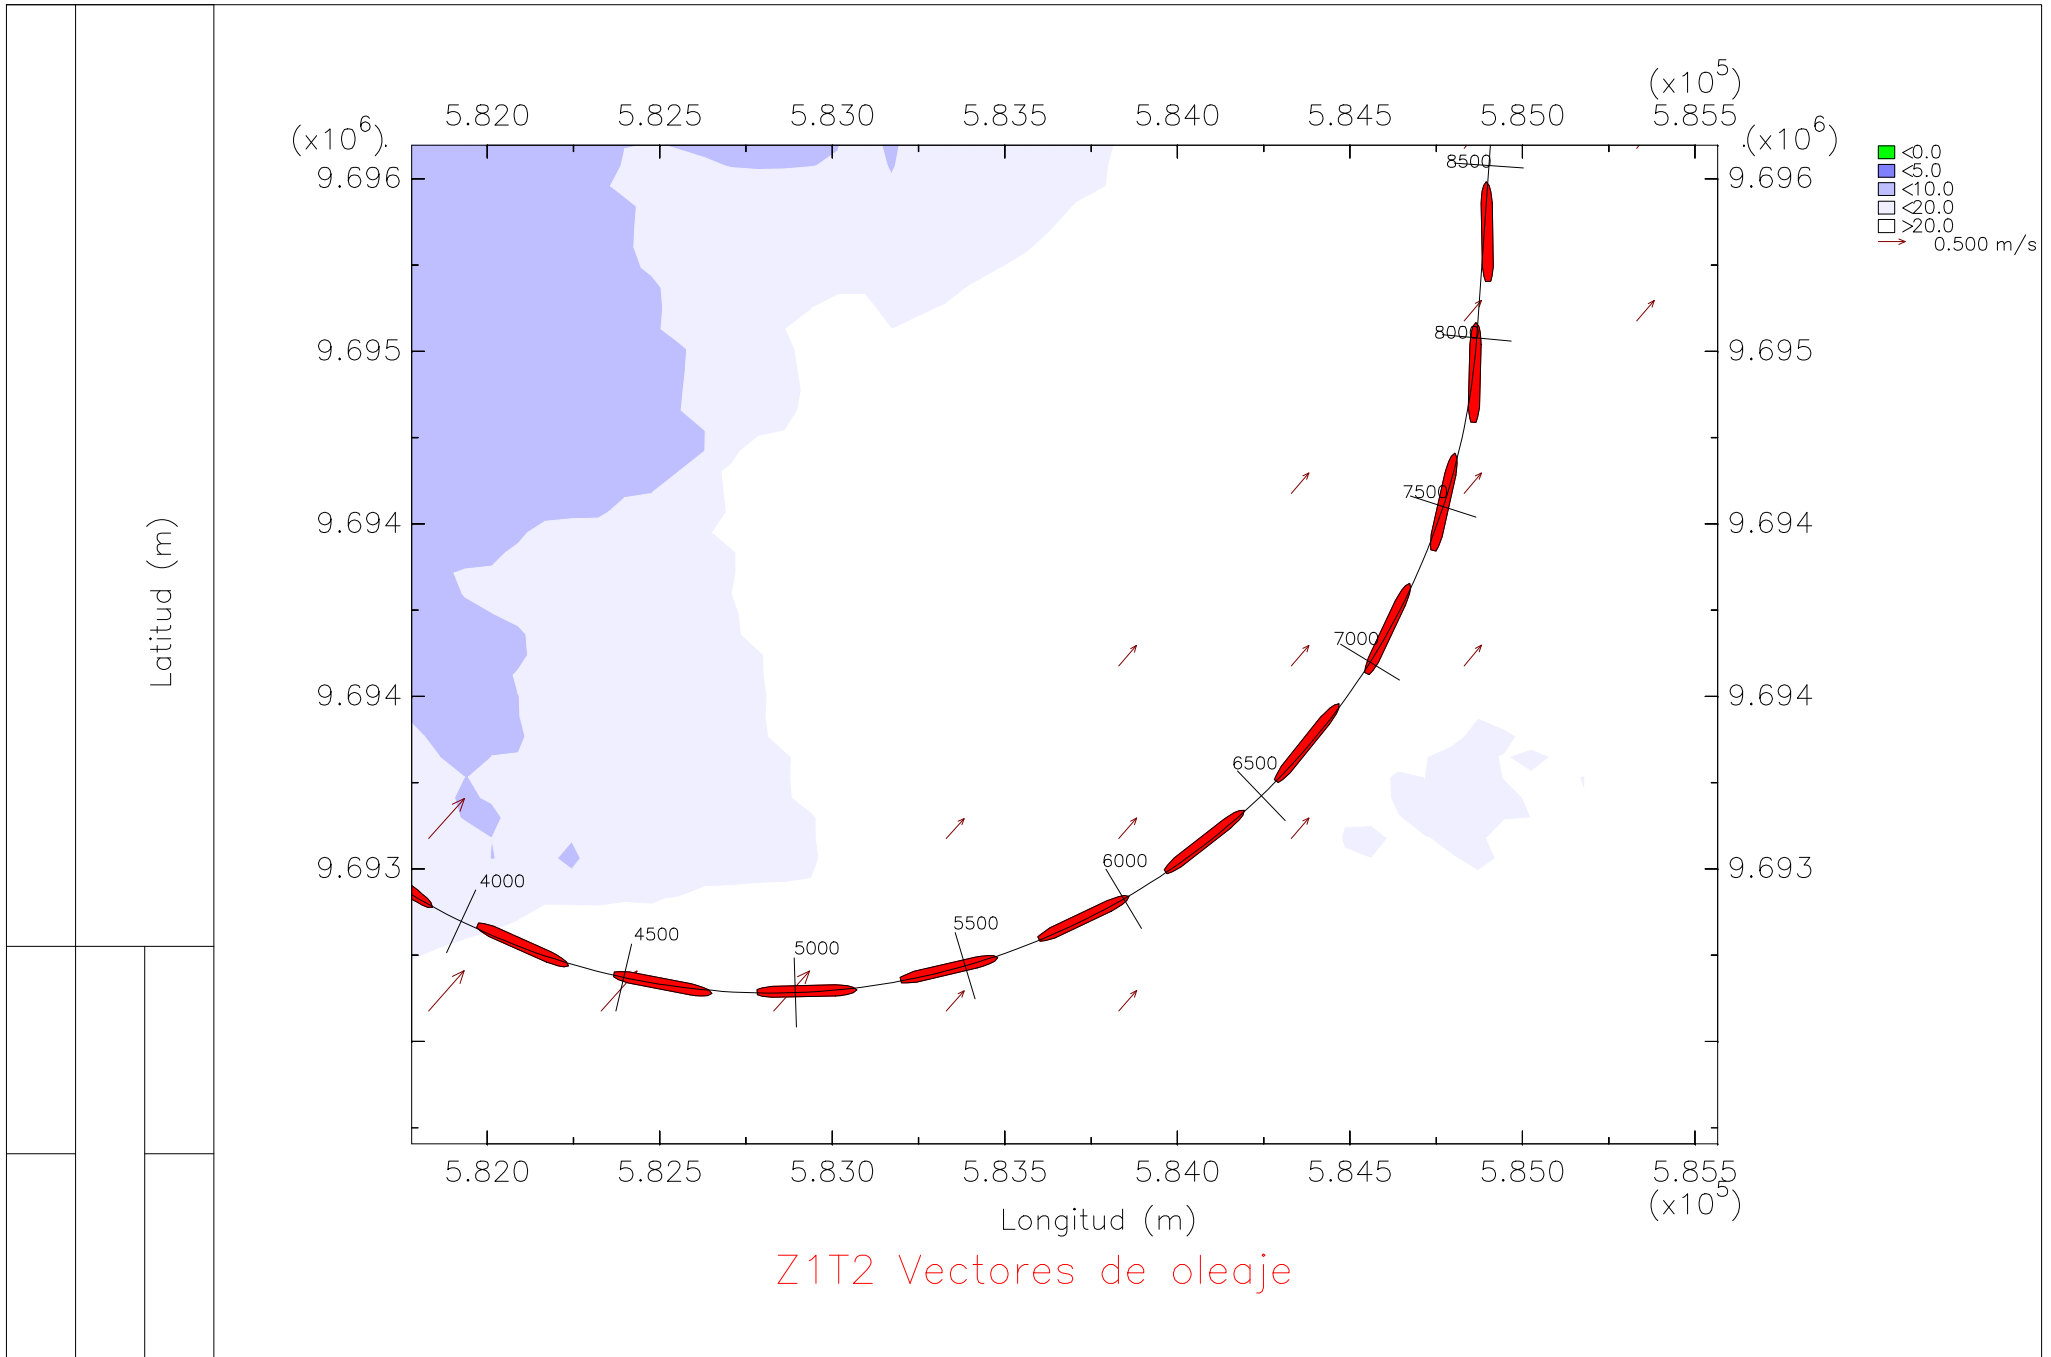 (x10^5)
5.820 5.825 5.830 5.835 5.840 5.845 5.850 5.855
(x10^6) (x10^6)
8500
<0.0
<5.0
<10.0
<20.0
>20.0
0.500 m/s
9.696 9.696
800
9.695 9.695
7500
9.694 9.694
Latitud (m)
7000
9.694 9.694
6500
6000
9.693 9.693
4000
5500
4500
5000
5.820 5.825 5.830 5.835 5.840 5.845 5.850 5.855
(x10^5)
Longitud (m)
Z1T2 Vectores de oleaje